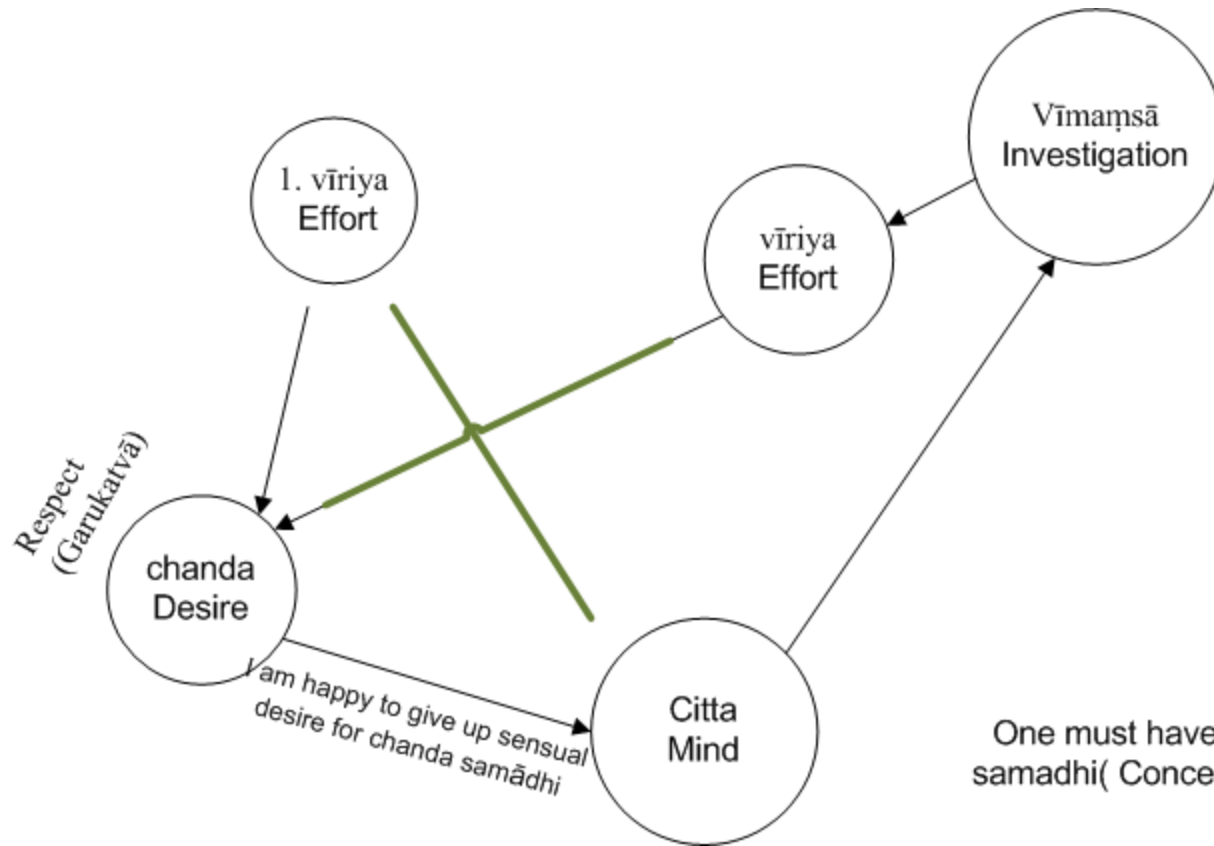 1. vīriya
Effort
Vīmaṃsā
Investigation
vīriya
Effort
Respect
(Garukatvā)
chanda
Desire
I am happy to give up sensual
desire for chanda samādhi
Citta
Mind
One must have
samadhi( Conce